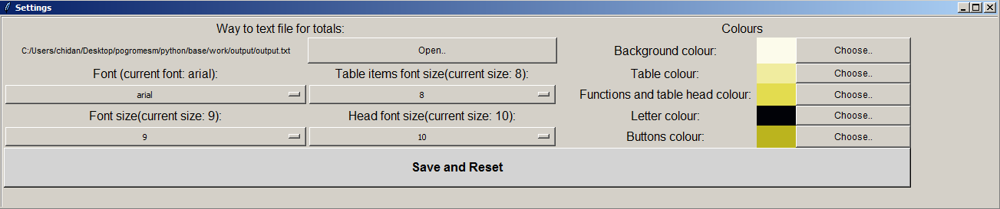 Settings
Way to text file for totals:
Colours
C:/Users/chidan/Desktop/pogromesm/python/base/work/output/output.txt
Open..
Background colour:
Choose..
Font (current font: arial):
Table items font size(current size: 8):
Table colour:
Choose..
arial
8
Functions and table head colour:
Choose..
Font size(current size: 9):
Head font size(current size: 10):
Letter colour:
Choose..
9
10
Buttons colour:
Choose..
Save and Reset